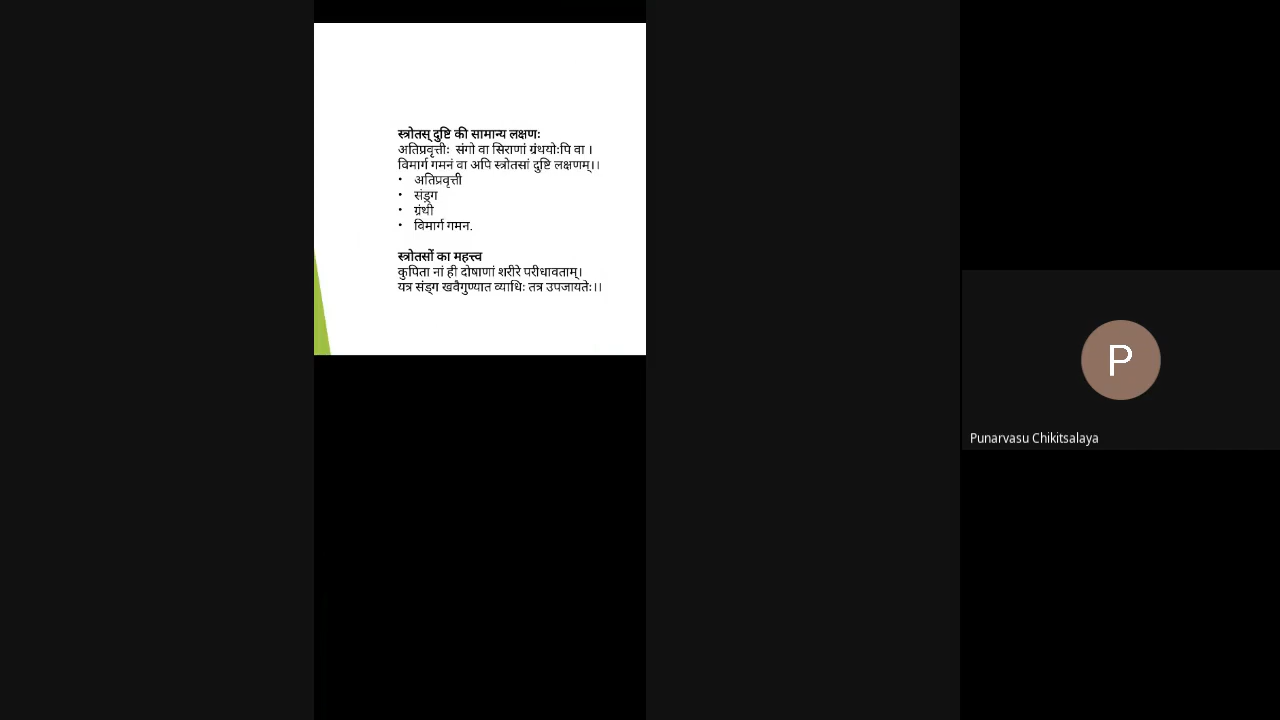 स्त्रोतस् दुष्टि की सामान्य लक्षणः
अतिप्रवृत्तीः संगो वा सिराणां ग्रंथयोःपि वा ।
विमार्ग गमनं वा अपि स्त्रोतसां दुष्टि लक्षणम्।।
• अतिप्रवृत्ती
• संड्ग
• ग्रंथी
• विमार्ग गमन.
स्त्रोतसों का महत्त्व
कुपिता नां ही दोषाणां शरीरे परीधावताम्।
यत्र संड्ग खवैगुण्यात व्याधिः तत्र उपजायतेः।।
P
Punarvasu Chikitsalaya